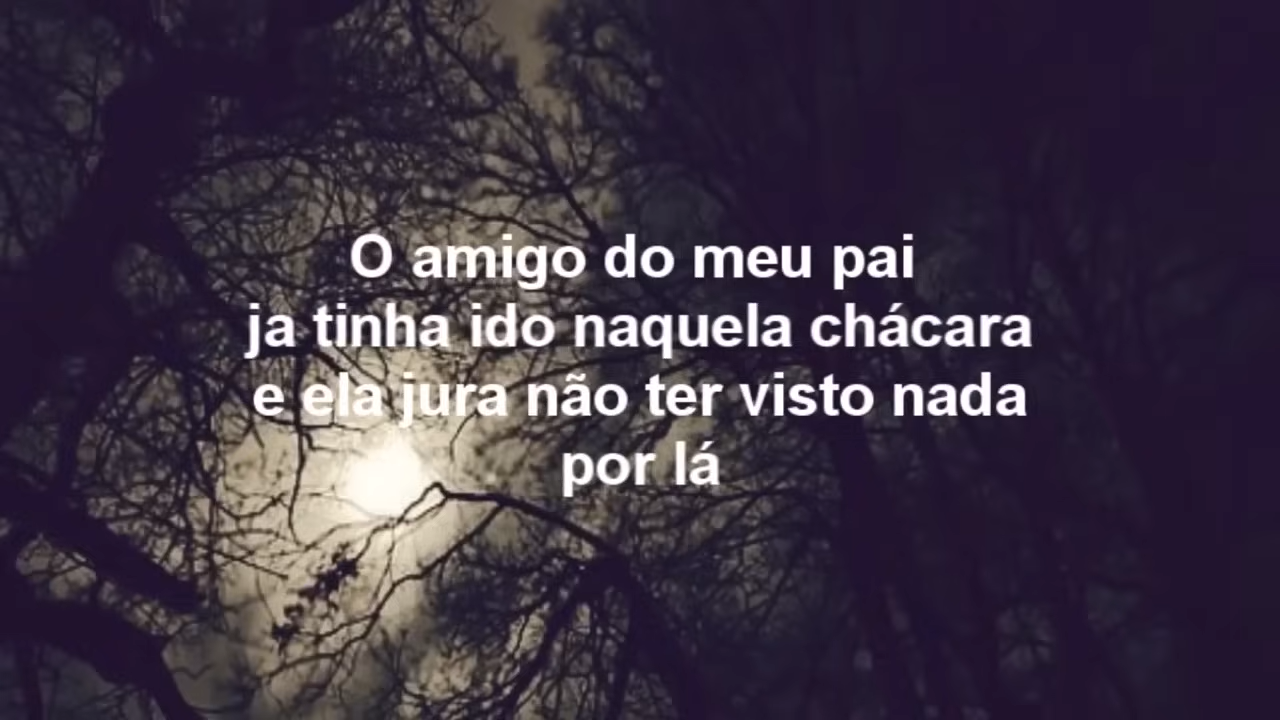 O amigo do meu pai
ja tinha ido naquela chácara
e ela jura não ter visto nada
por lá